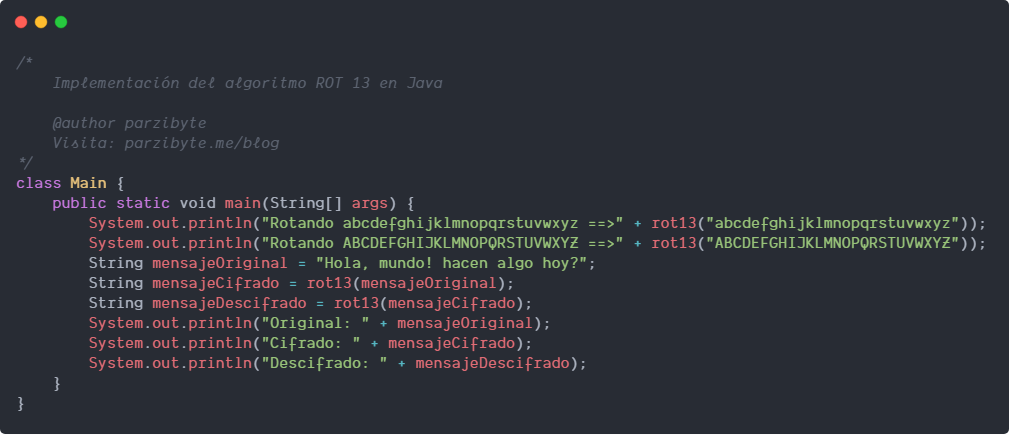 /*
    Implementación del algoritmo ROT 13 en Java
    @author parzibyte
    Visita: parzibyte.me/blog
*/
class Main {
    public static void main(String[] args) {
        System.out.println("Rotando abcdefghijklmnopqrstuvwxyz ==>" + rot13("abcdefghijklmnopqrstuvwxyz"));
        System.out.println("Rotando ABCDEFGHIJKLMNOPQRSTUVWXYZ ==>" + rot13("ABCDEFGHIJKLMNOPQRSTUVWXYZ"));
        String mensajeOriginal = "Hola, mundo! hacen algo hoy?";
        String mensajeCifrado = rot13(mensajeOriginal);
        String mensajeDescifrado = rot13(mensajeCifrado);
        System.out.println("Original: " + mensajeOriginal);
        System.out.println("Cifrado: " + mensajeCifrado);
        System.out.println("Descifrado: " + mensajeDescifrado);
    }
}